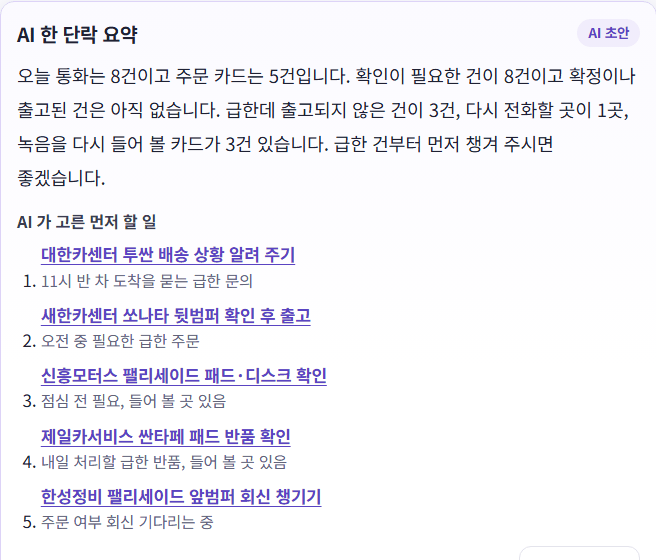 AI 한 단락 요약
AI 초안
오늘 통화는 8건이고 주문 카드는 5건입니다. 확인이 필요한 건이 8건이고 확정이나
출고된 건은 아직 없습니다. 급한데 출고되지 않은 건이 3건, 다시 전화할 곳이 1곳,
녹음을 다시 들어 볼 카드가 3건 있습니다. 급한 건부터 먼저 챙겨 주시면
좋겠습니다.
AI 가 고른 먼저 할 일
대한카센터 투싼 배송 상황 알려 주기
1. 11시 반 차 도착을 묻는 급한 문의
새한카센터 쏘나타 뒷범퍼 확인 후 출고
2. 오전 중 필요한 급한 주문
신흥모터스 팰리세이드 패드·디스크 확인
3. 점심 전 필요, 들어 볼 곳 있음
제일카서비스 싼타페 패드 반품 확인
4. 내일 처리할 급한 반품, 들어 볼 곳 있음
한성정비 팰리세이드 앞범퍼 회신 챙기기
5. 주문 여부 회신 기다리는 중